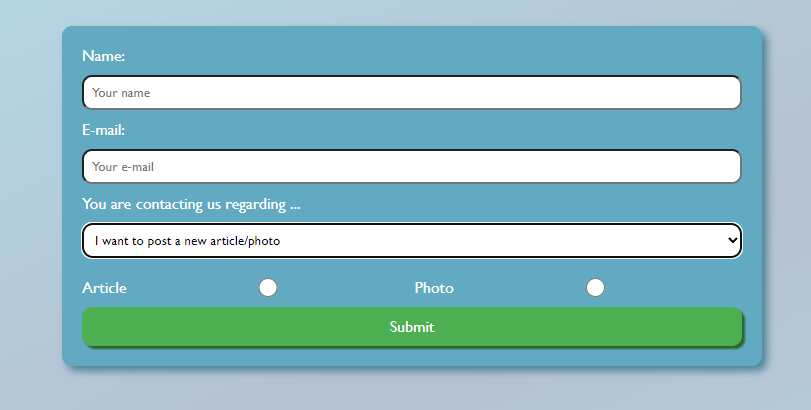 Name:
Your name
E-mail:
Your e-mail
You are contacting us regarding ...
I want to post a new article/photo
Article Photo
Submit